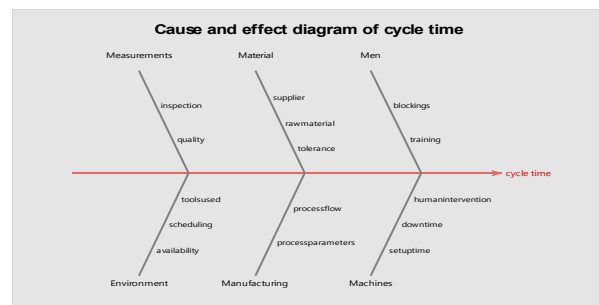 Cause and effect diagram of cycle time
Measurements
Material
Men
inspection
quality
supplier
rawmaterial
tolerance
blockings
training
cycle time
toolsused
scheduling
availability
processflow
processparameters
humanintervention
downtime
setuptime
Environment
Manufacturing
Machines